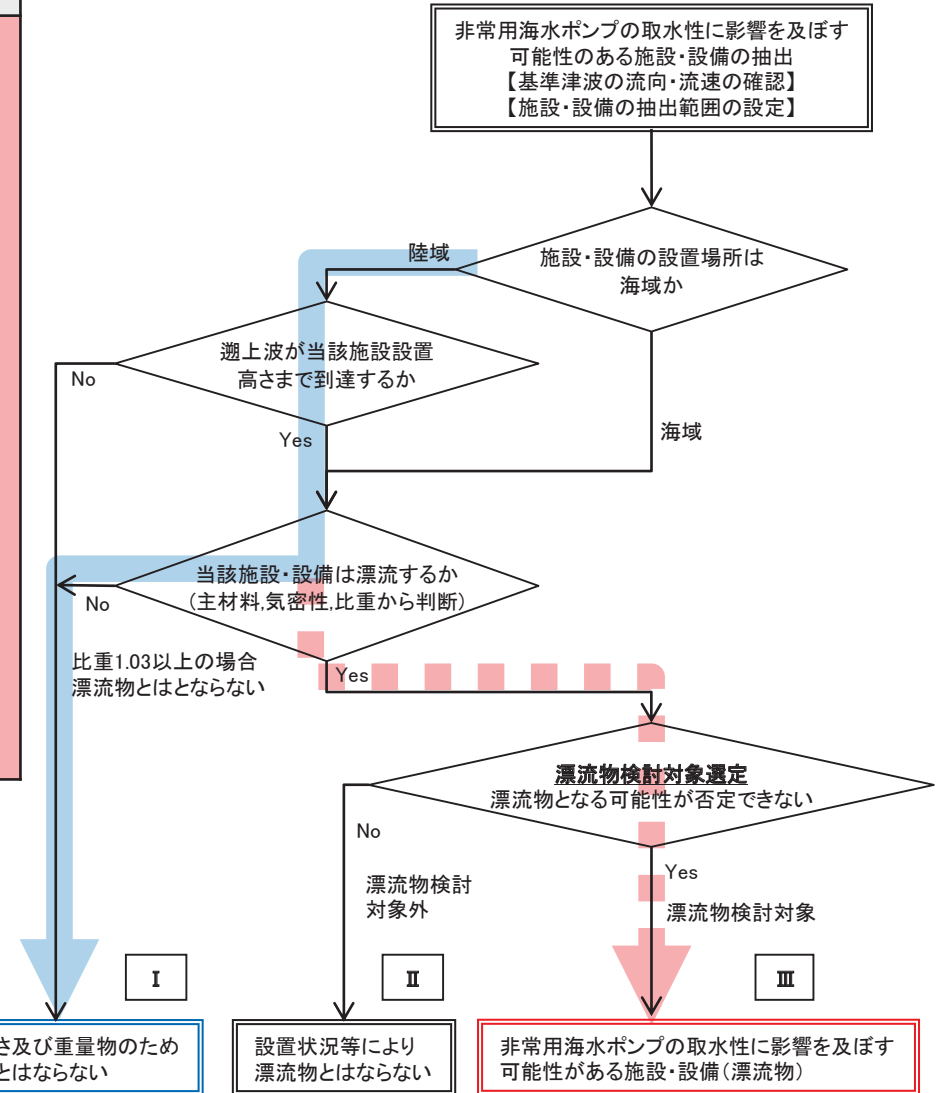 非常用海水ポンプの取水性に影響を及ぼす
可能性のある施設・設備の抽出
【基準津波の流向・流速の確認】
【施設・設備の抽出範囲の設定】
陸域
施設・設備の設置場所は
海域か
遡上波が当該施設設置
高さまで到達するか
No
Yes
海域
当該施設・設備は漂流するか
(主材料,気密性,比重から判断)
No
比重1.03以上の場合
漂流物とはとならない
Yes
漂流物検討対象選定
漂流物となる可能性が否定できない
No
漂流物検討
対象外
Yes
漂流物検討対象
Ⅰ
Ⅱ
Ⅲ
さ及び重量物のため
とはならない
設置状況等により
漂流物とはならない
非常用海水ポンプの取水性に影響を及ぼす
可能性がある施設・設備(漂流物)